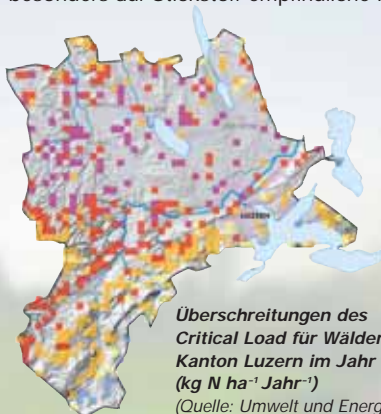 besonders auf Stickstoff empfindliche
LUZERN
Überschreitungen des
Critical Load für Wälder
Kanton Luzern im Jahr
(kg N ha⁻¹ Jahr⁻¹)
(Quelle: Umwelt und Energ